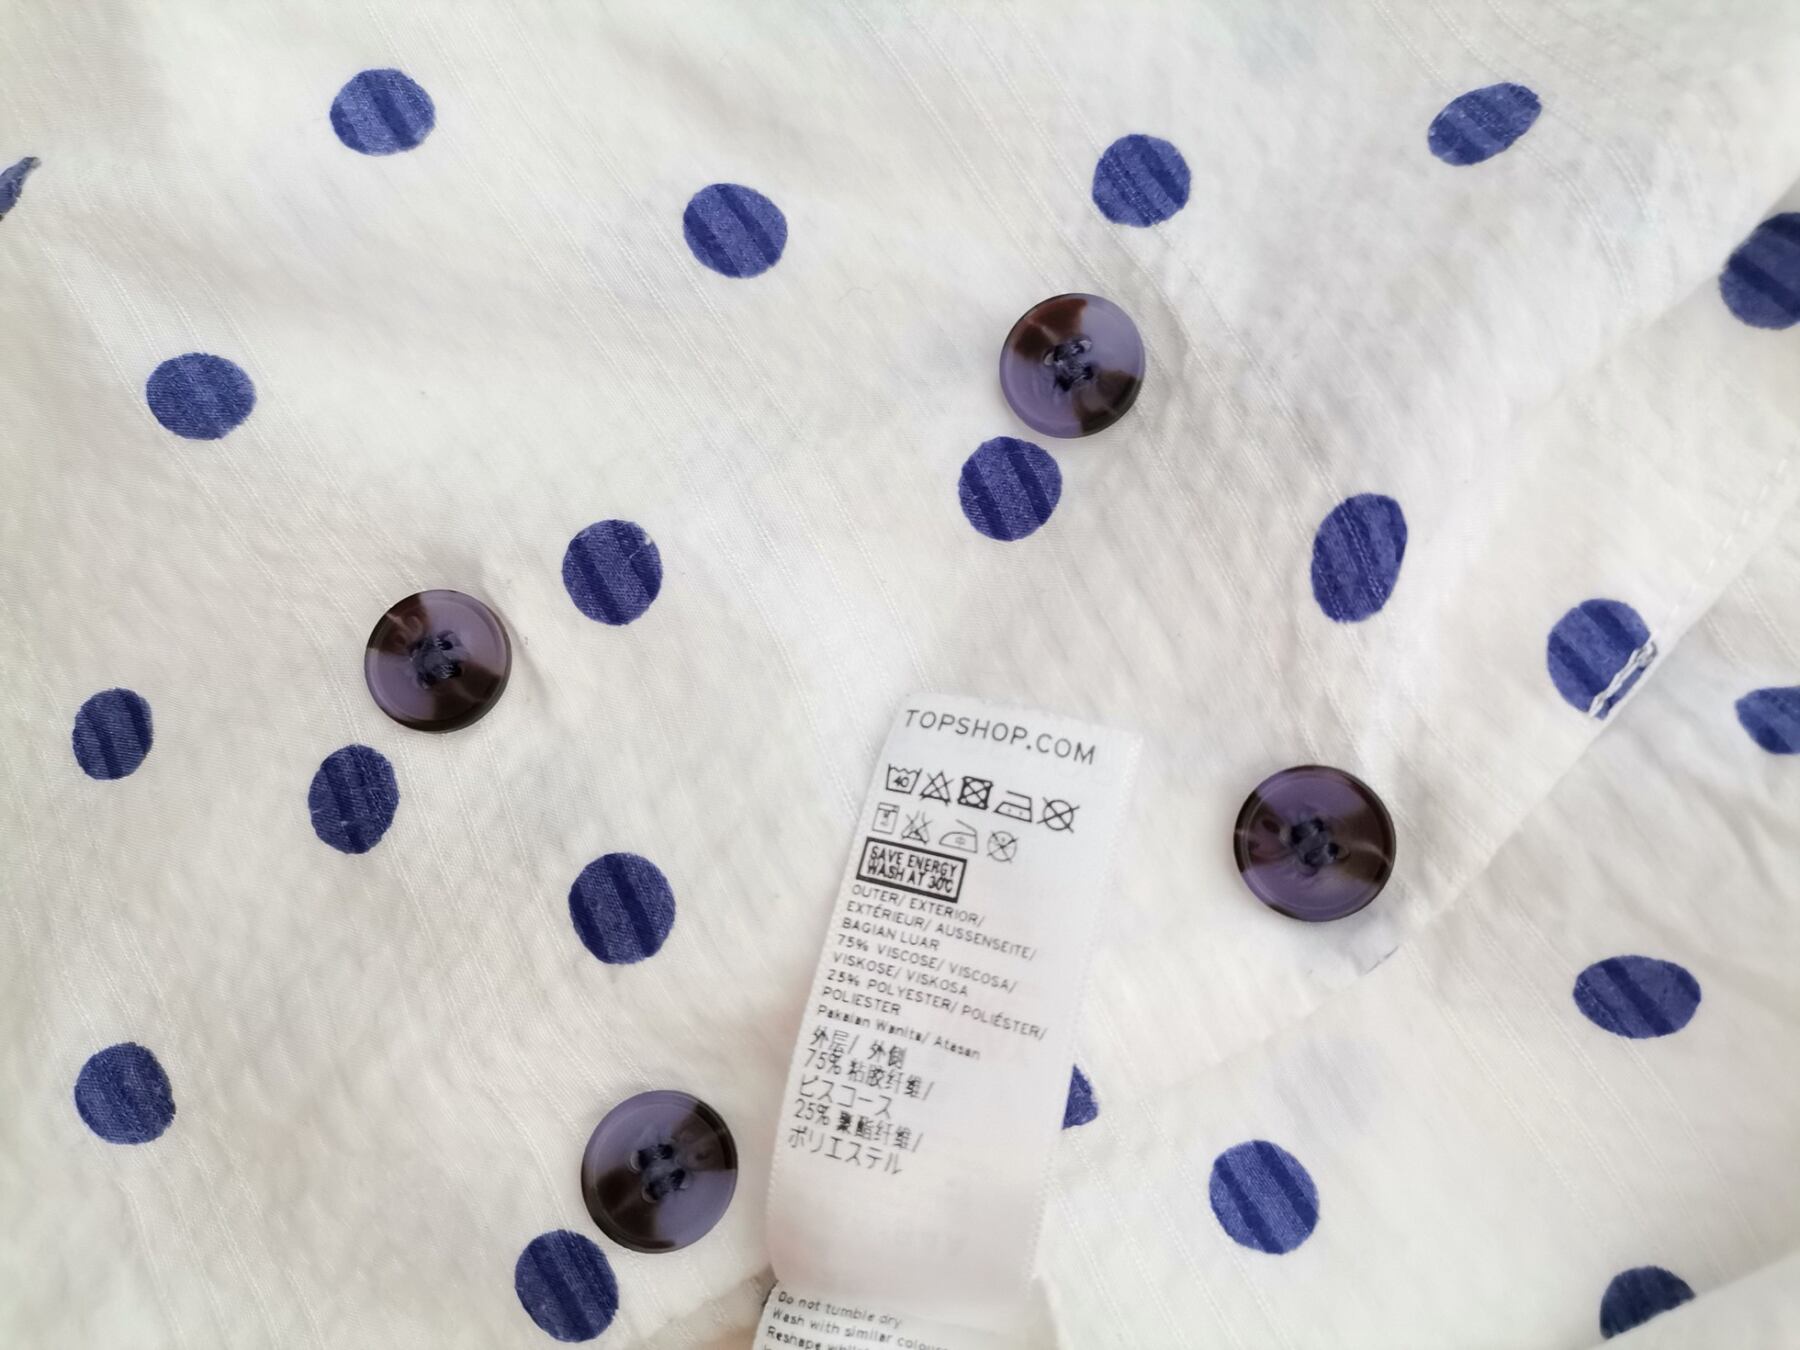 TOPSHOP.COM
40
SAVE ENERGY
WASH AT 30°C
OUTER/ EXTERIOR/
EXTÉRIEUR/ AUSSENSEITE/
BAGIAN LUAR
75% VISCOSE/ VISCOSA/
VISKOSE/ VISKOSA
25% POLYESTER/ POLIÉSTER/
POLIESTER
Pakaian Wanita/ Atasan
外层/ 外側
75% 粘胶纤维/
ビスコース
25% 聚酯纤维/
ポリエステル
Do not tumble dry
Wash with similar
Reshape